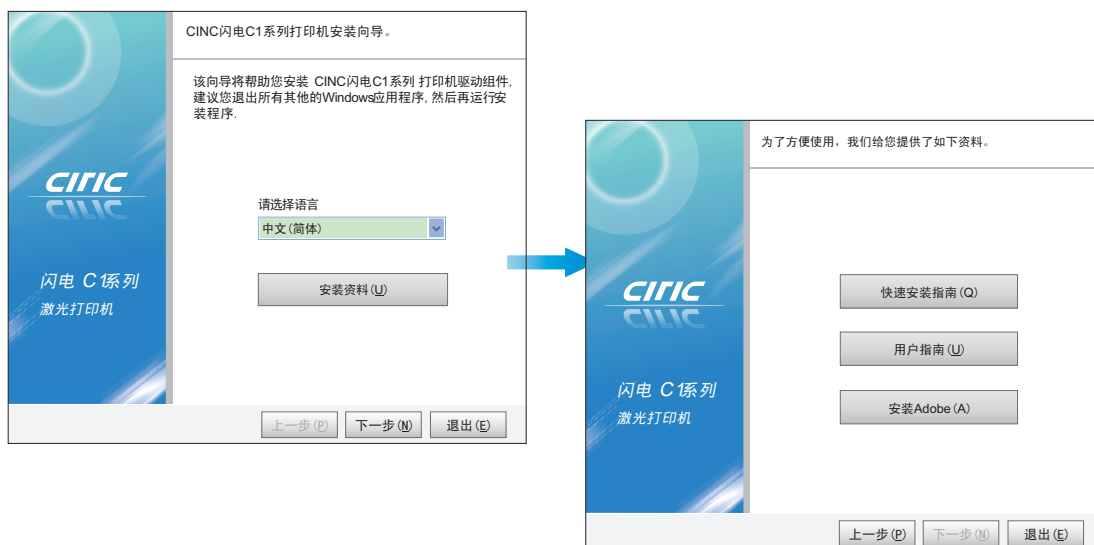 CINC闪电C1系列打印机安装向导。
该向导将帮助您安装 CINC闪电C1系列 打印机驱动组件,
建议您退出所有其他的Windows应用程序, 然后再运行安
装程序.
CINC
闪电 C1系列
激光打印机
请选择语言
中文(简体)
安装资料(U)
上一步(P)
下一步(N)
退出(E)
为了方便使用，我们给您提供了如下资料。
CINC
闪电 C1系列
激光打印机
快速安装指南(Q)
用户指南(U)
安装Adobe(A)
上一步(P)
下一步(N)
退出(E)